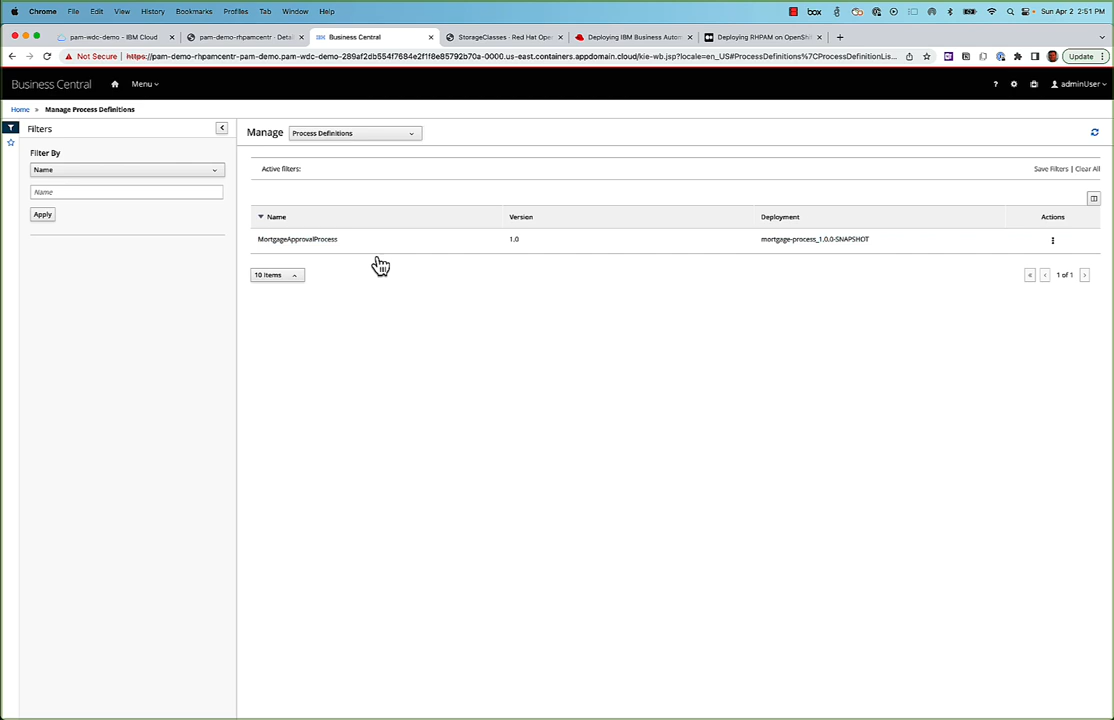 Chrome File Edit View History Bookmarks Profiles Tab Window Help box Sun Apr 2 2:51 PM
pam-wdc-demo - IBM Cloud pam-demo-rhpamcentr - Detai Business Central StorageClasses - Red Hat Ope Deploying IBM Business Autom Deploying RHPAM on OpenShi
Not Secure https://pam-demo-rhpamcentr-pam-demo.pam-wdc-demo-289af2db554f7684e2f1f8e85792b70a-0000.us-east.containers.appdomain.cloud/kie-wb.jsp?locale=en_US#ProcessDefinitions%7CProcessDefinitionLis... Update
Business Central Menu ? adminUser
Home > Manage Process Definitions
Filters
Filter By
Name
Name
Apply
Manage Process Definitions
Active filters: Save Filters | Clear All
Name Version Deployment Actions
MortgageApprovalProcess 1.0 mortgage-process_1.0.0-SNAPSHOT
10 Items « ‹ 1 of 1 ›